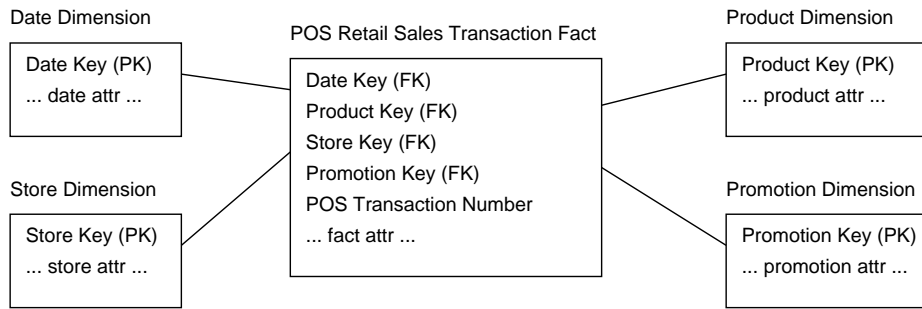 Date Dimension
Date Key (PK)
... date attr ...
Store Dimension
Store Key (PK)
... store attr ...
POS Retail Sales Transaction Fact
Date Key (FK)
Product Key (FK)
Store Key (FK)
Promotion Key (FK)
POS Transaction Number
... fact attr ...
Product Dimension
Product Key (PK)
... product attr ...
Promotion Dimension
Promotion Key (PK)
... promotion attr ...